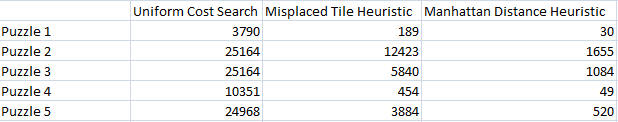 Uniform Cost Search Misplaced Tile Heuristic Manhattan Distance Heuristic
Puzzle 1 3790 189 30
Puzzle 2 25164 12423 1655
Puzzle 3 25164 5840 1084
Puzzle 4 10351 454 49
Puzzle 5 24968 3884 520